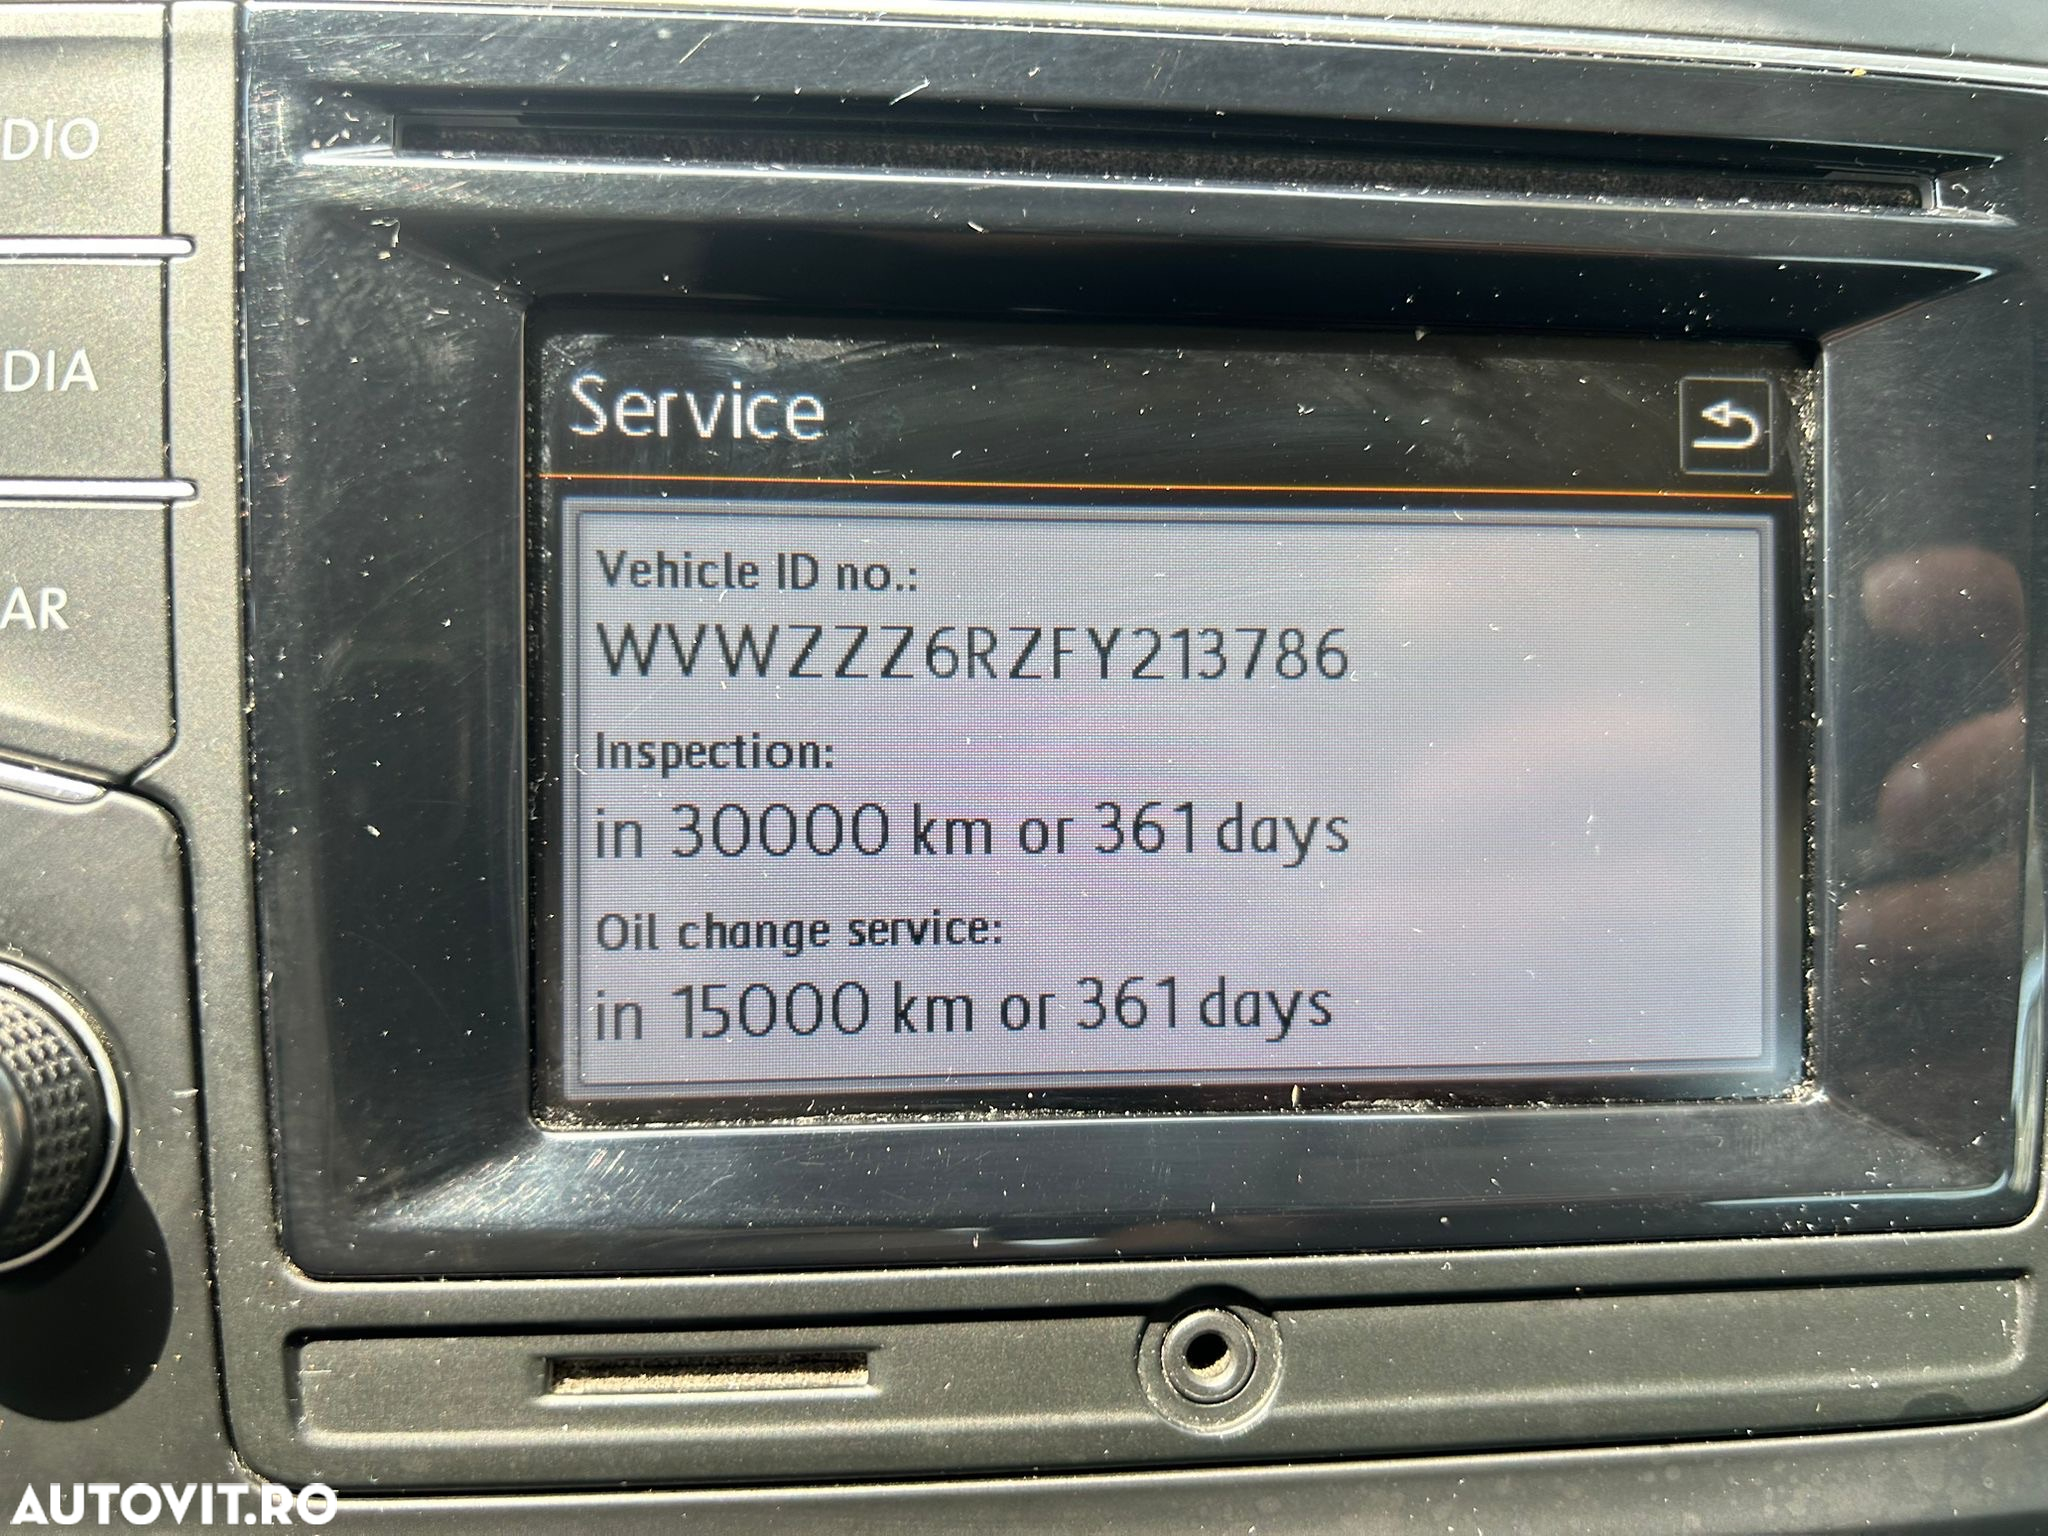 DIO
DIA
AR
Service
Vehicle ID no.:
WVWZZZ6RZFY213786
Inspection:
in 30000 km or 361 days
Oil change service:
in 15000 km or 361 days
AUTOVIT.RO